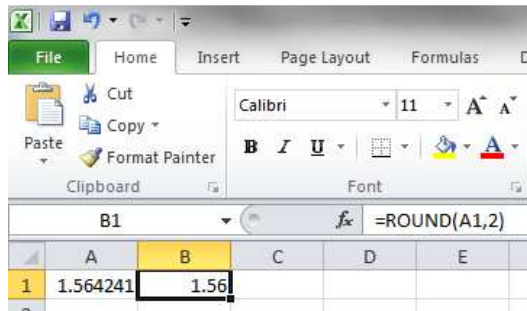 File Home Insert Page Layout Formulas
Cut
Calibri 11 A A
Copy
Paste
Format Painter
B I U A
Clipboard Font
B1 fx =ROUND(A1,2)
A B C D E
1 1.564241 1.56